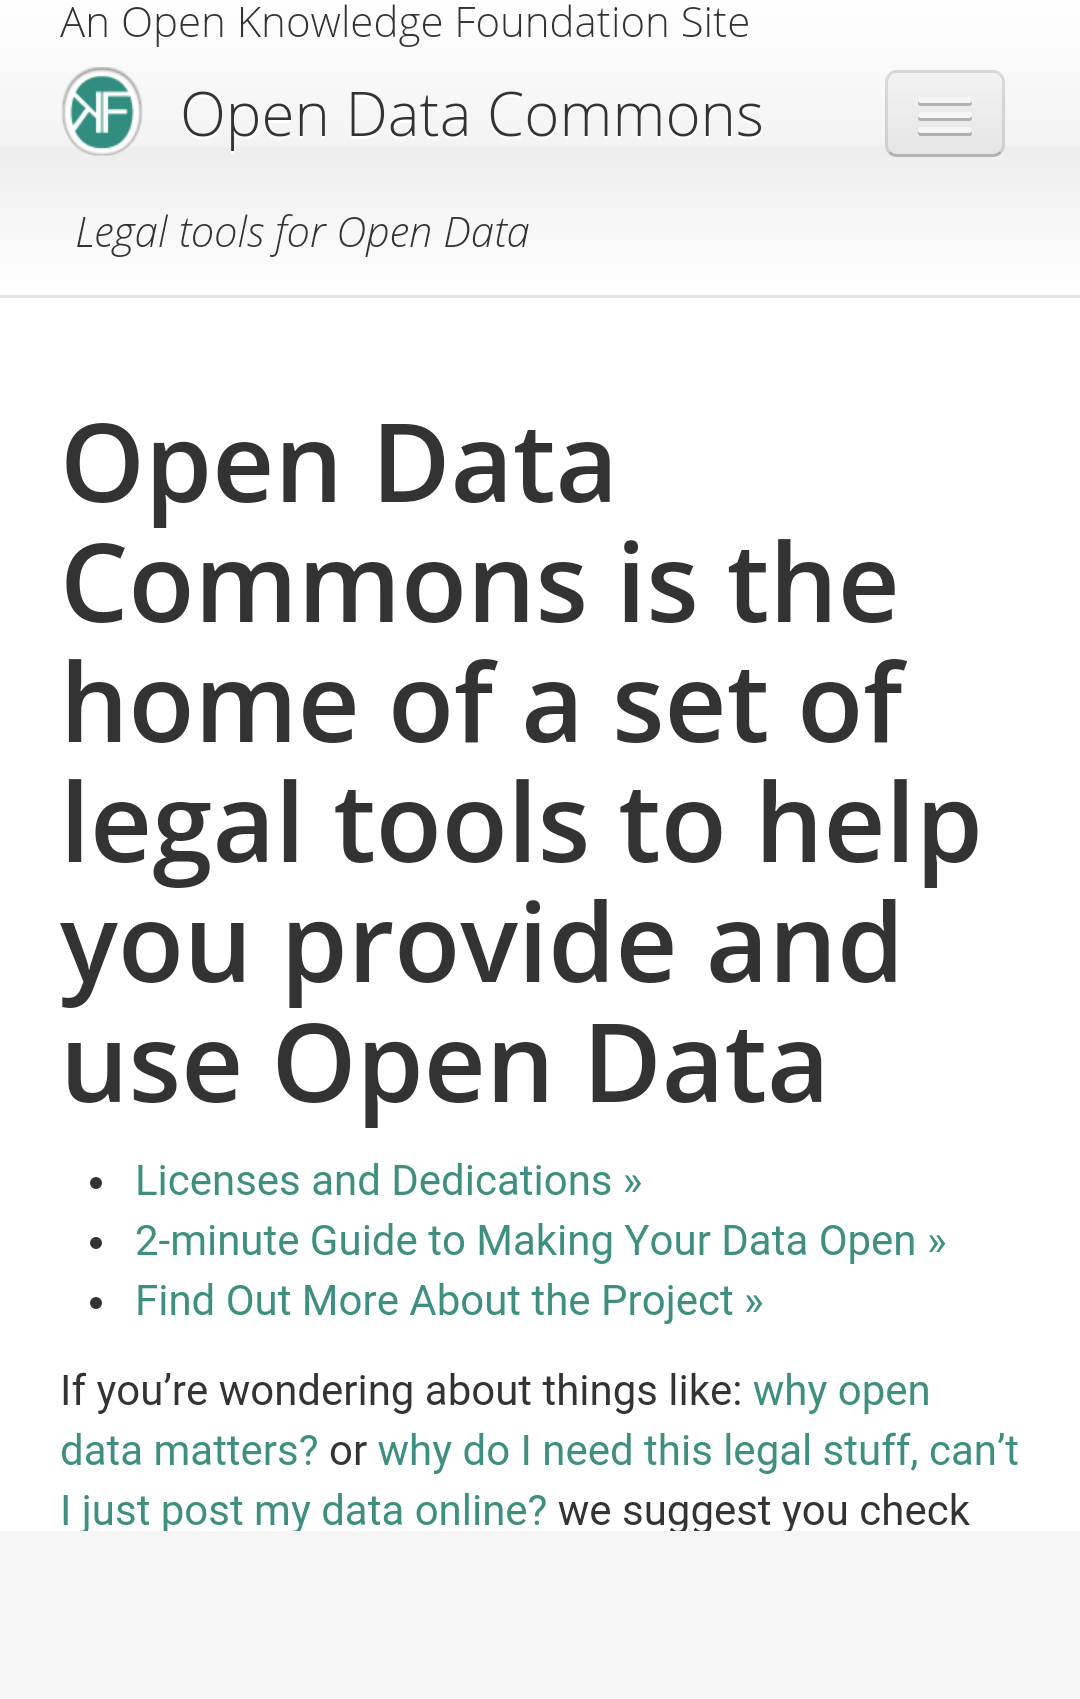 An Open Knowledge Foundation Site
KF
Open Data Commons
Legal tools for Open Data
Open Data
Commons is the
home of a set of
legal tools to help
you provide and
use Open Data
• Licenses and Dedications »
• 2-minute Guide to Making Your Data Open »
• Find Out More About the Project »
If you’re wondering about things like: why open
data matters? or why do I need this legal stuff, can’t
I just post my data online? we suggest you check